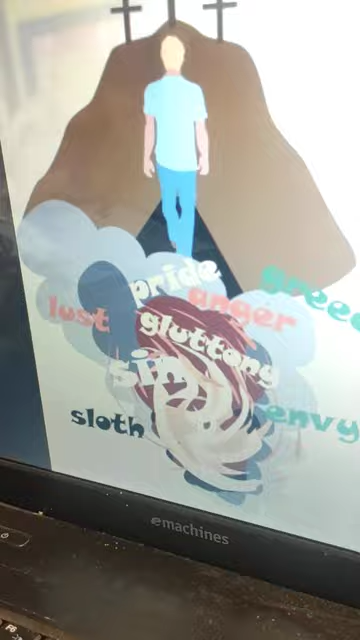 pride
greed
lust
anger
gluttony
sin
sloth
envy
emachines